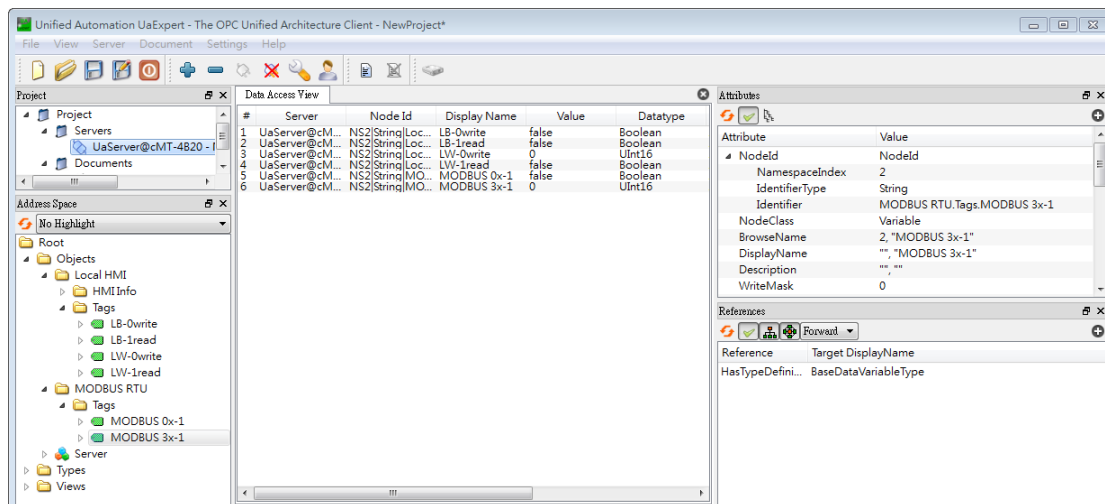 Unified Automation UaExpert - The OPC Unified Architecture Client - NewProject*
File View Server Document Settings Help
Project
Project
Servers
UaServer@cMT-4B20 -
Documents
Address Space
No Highlight
Root
Objects
Local HMI
HMI Info
Tags
LB-0write
LB-1read
LW-0write
LW-1read
MODBUS RTU
Tags
MODBUS 0x-1
MODBUS 3x-1
Server
Types
Views
Data Access View
# Server Node Id Display Name Value Datatype
1 UaServer@cM... NS2|String|Loc... LB-0write false Boolean
2 UaServer@cM... NS2|String|Loc... LB-1read false Boolean
3 UaServer@cM... NS2|String|Loc... LW-0write 0 UInt16
4 UaServer@cM... NS2|String|Loc... LW-1read false Boolean
5 UaServer@cM... NS2|String|MO... MODBUS 0x-1 false Boolean
6 UaServer@cM... NS2|String|MO... MODBUS 3x-1 0 UInt16
Attributes
Attribute Value
NodeId NodeId
NamespaceIndex 2
IdentifierType String
Identifier MODBUS RTU.Tags.MODBUS 3x-1
NodeClass Variable
BrowseName 2, "MODBUS 3x-1"
DisplayName "", "MODBUS 3x-1"
Description "", ""
WriteMask 0
References
Forward
Reference Target DisplayName
HasTypeDefini... BaseDataVariableType